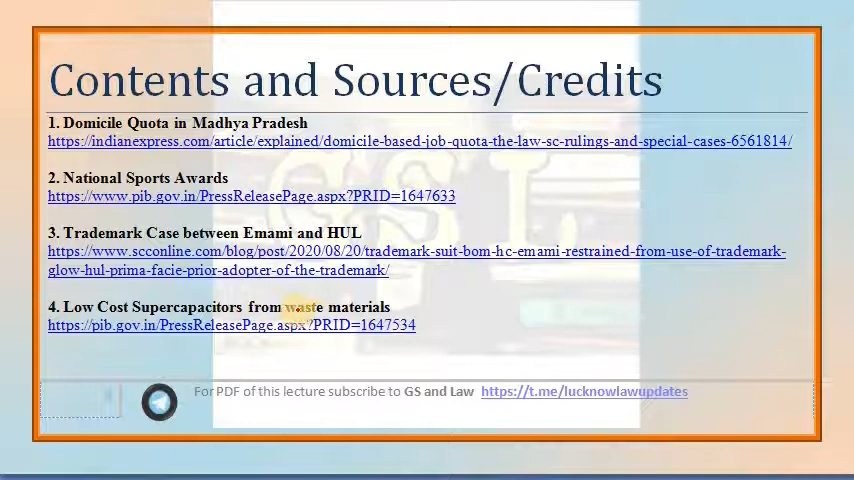 Contents and Sources/Credits
1. Domicile Quota in Madhya Pradesh
https://indianexpress.com/article/explained/domicile-based-job-quota-the-law-sc-rulings-and-special-cases-6561814/
2. National Sports Awards
https://www.pib.gov.in/PressReleasePage.aspx?PRID=1647633
3. Trademark Case between Emami and HUL
https://www.scconline.com/blog/post/2020/08/20/trademark-suit-bom-hc-emami-restrained-from-use-of-trademark-
glow-hul-prima-facie-prior-adopter-of-the-trademark/
4. Low Cost Supercapacitors from waste materials
https://pib.gov.in/PressReleasePage.aspx?PRID=1647534
For PDF of this lecture subscribe to GS and Law https://t.me/lucknowlawupdates